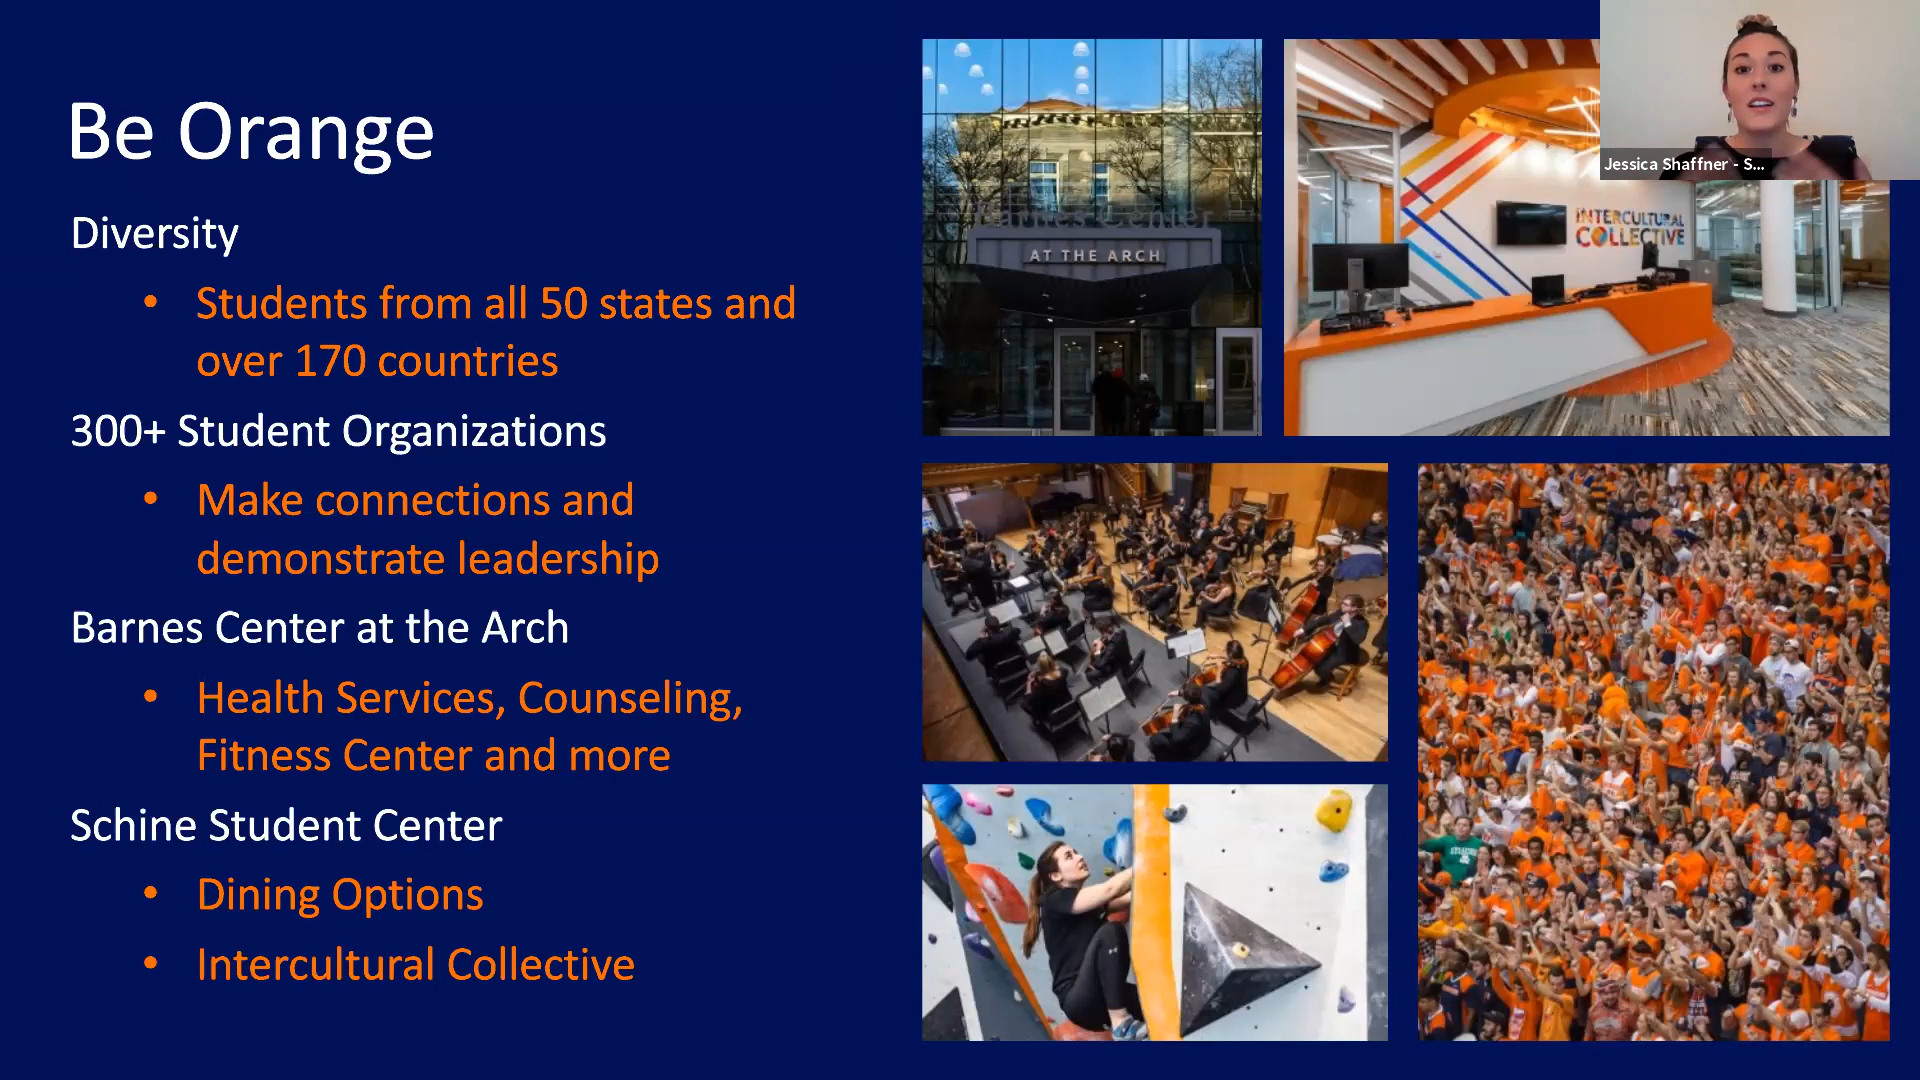 Be Orange
Diversity
• Students from all 50 states and
over 170 countries
300+ Student Organizations
• Make connections and
demonstrate leadership
Barnes Center at the Arch
• Health Services, Counseling,
Fitness Center and more
Schine Student Center
• Dining Options
• Intercultural Collective
Barnes Center
AT THE ARCH
INTERCULTURAL
COLLECTIVE
Jessica Shaffner - S...